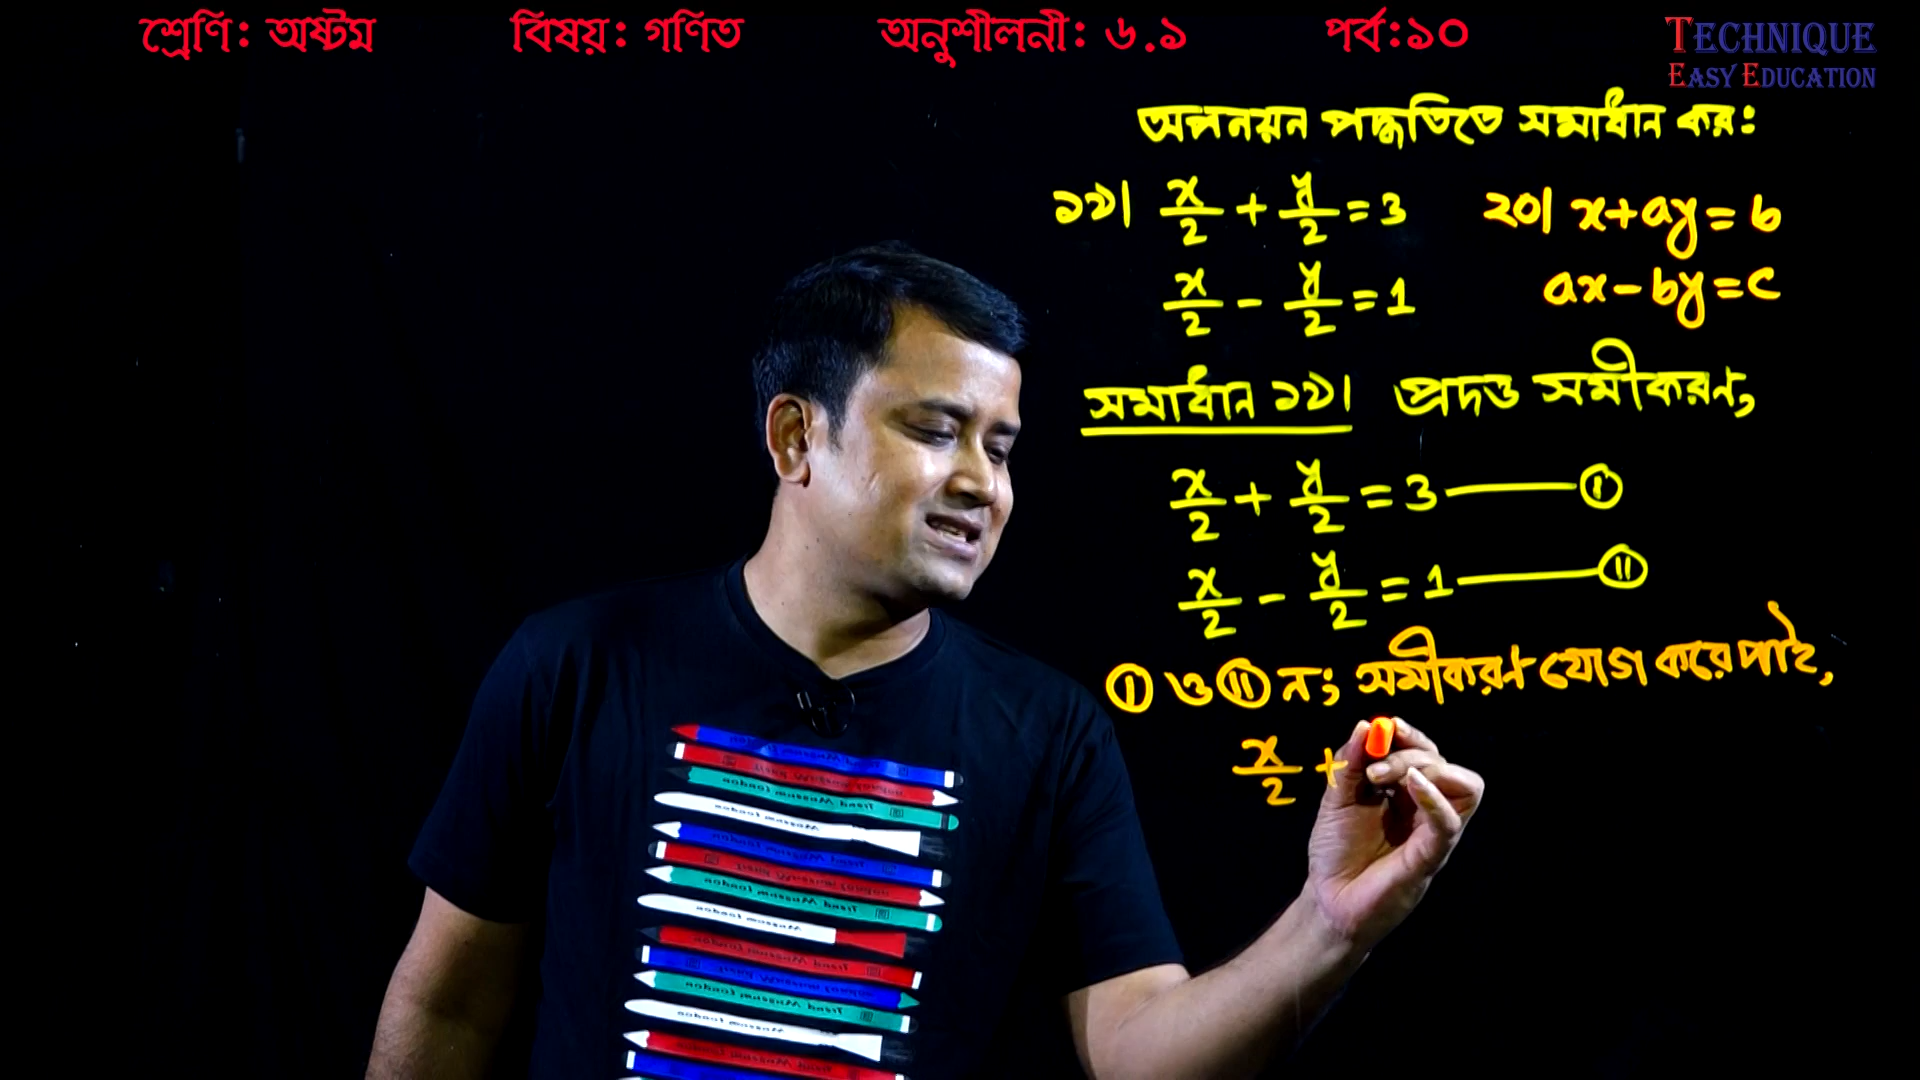 শ্রেণি: অষ্টম বিষয়: গণিত অনুশীলনী: ৬.১ পর্ব:১০
TECHNIQUE
EASY EDUCATION
অপনয়ন পদ্ধতিতে সমাধান কর:
১৯। x/2 + y/2 = 3 ২০। x+ay=b
x/2 - y/2 = 1 ax-by=c
সমাধান ১৯। প্রদত্ত সমীকরণ,
x/2 + y/2 = 3 —— (i)
x/2 - y/2 = 1 —— (ii)
(i) ও (ii) নং সমীকরণ যোগ করে পাই,
x/2 +